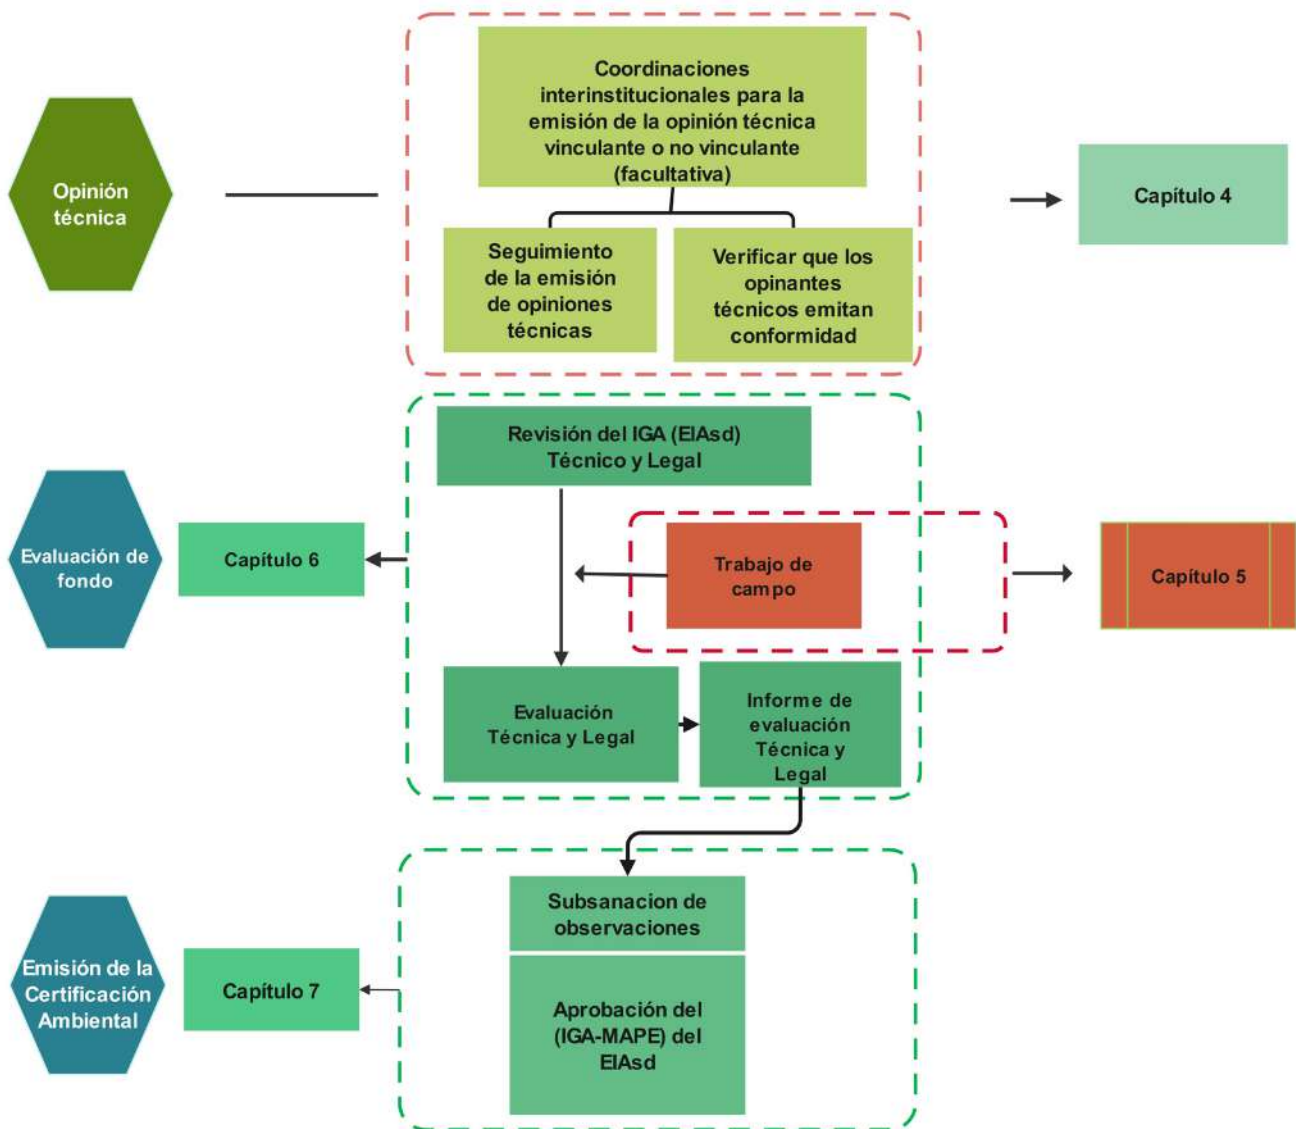 Opinión
técnica
Coordinaciones
interinstitucionales para la
emisión de la opinión técnica
vinculante o no vinculante
(facultativa)
Seguimiento
de la emisión
de opiniones
técnicas
Verificar que los
opinantes
técnicos emitan
conformidad
Capítulo 4
Evaluación de
fondo
Capítulo 6
Revisión del IGA (EIAsd)
Técnico y Legal
Trabajo de
campo
Capítulo 5
Evaluación
Técnica y Legal
Informe de
evaluación
Técnica y
Legal
Emisión de la
Certificación
Ambiental
Capítulo 7
Subsanacion de
observaciones
Aprobación del
(IGA-MAPE) del
EIAsd